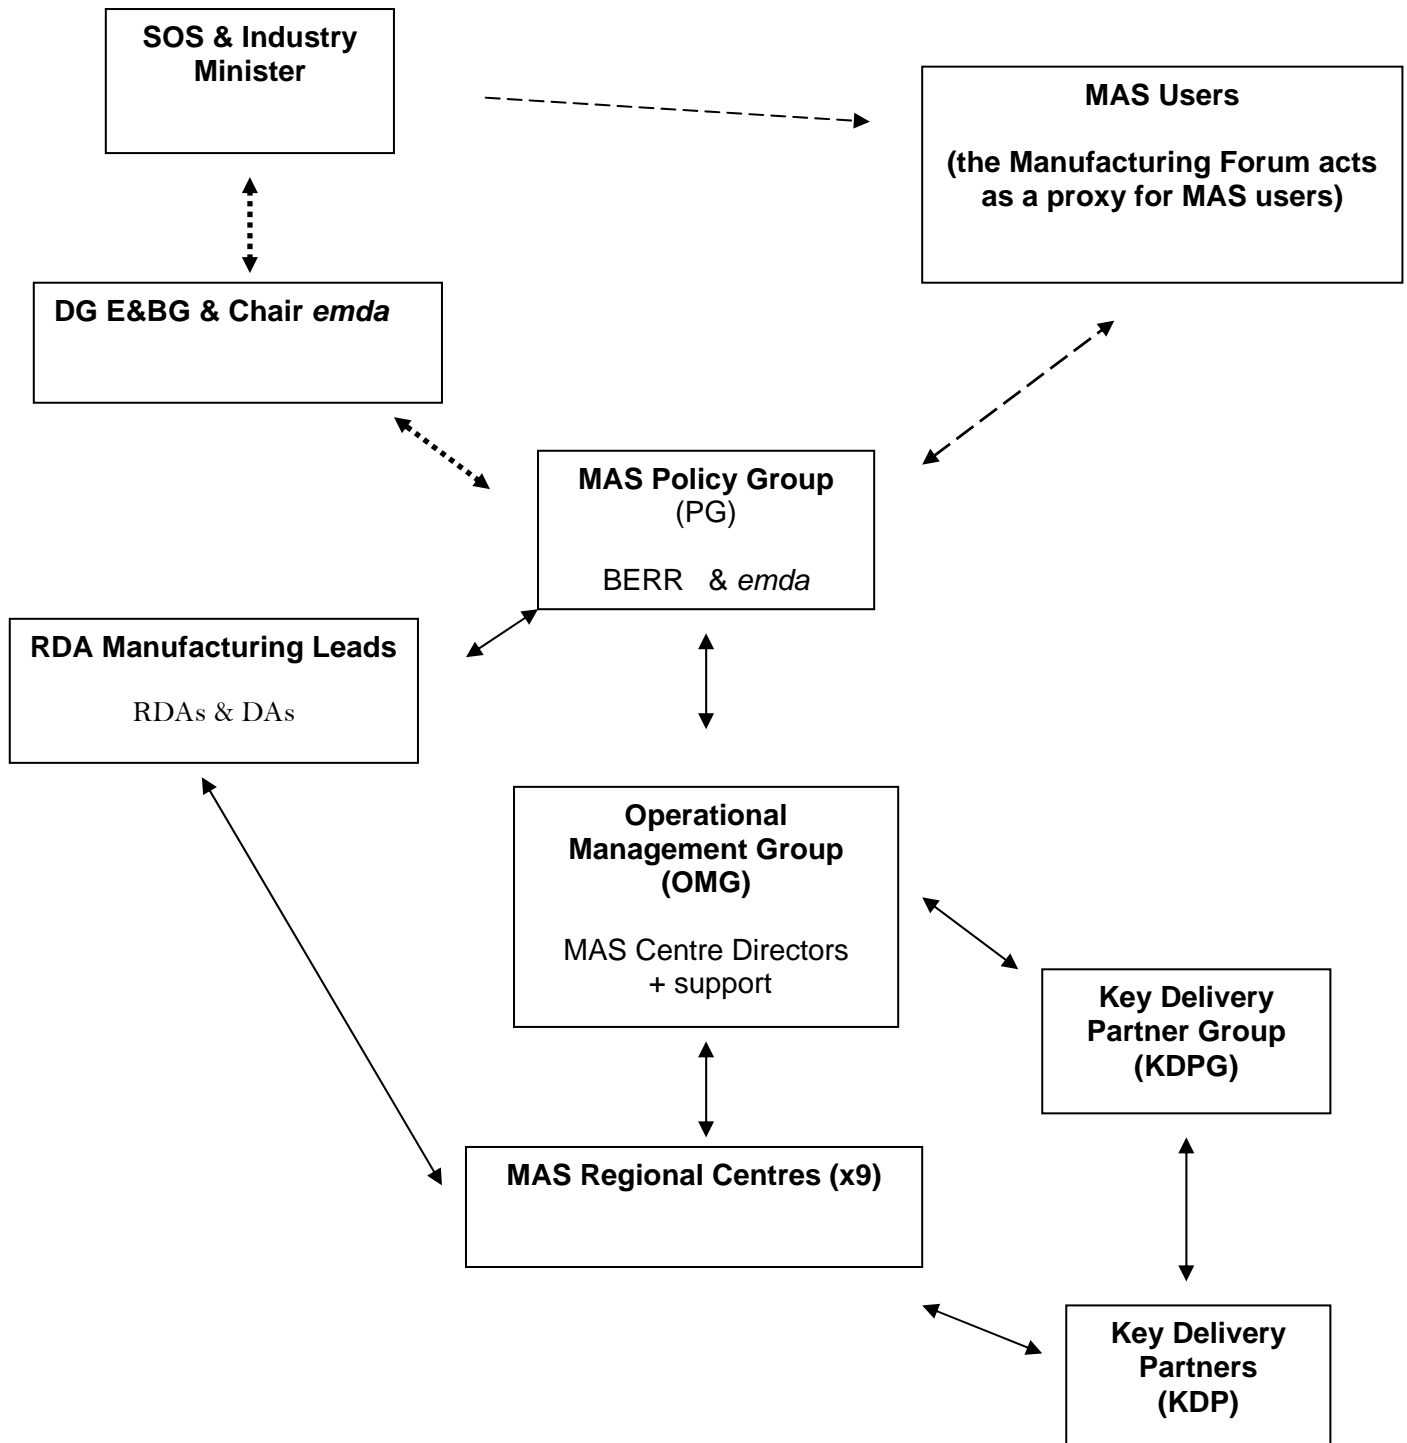 SOS & Industry
Minister
MAS Users
(the Manufacturing Forum acts
as a proxy for MAS users)
DG E&BG & Chair emda
MAS Policy Group
(PG)
BERR & emda
RDA Manufacturing Leads
RDAs & DAs
Operational
Management Group
(OMG)
MAS Centre Directors
+ support
Key Delivery
Partner Group
(KDPG)
MAS Regional Centres (x9)
Key Delivery
Partners
(KDP)